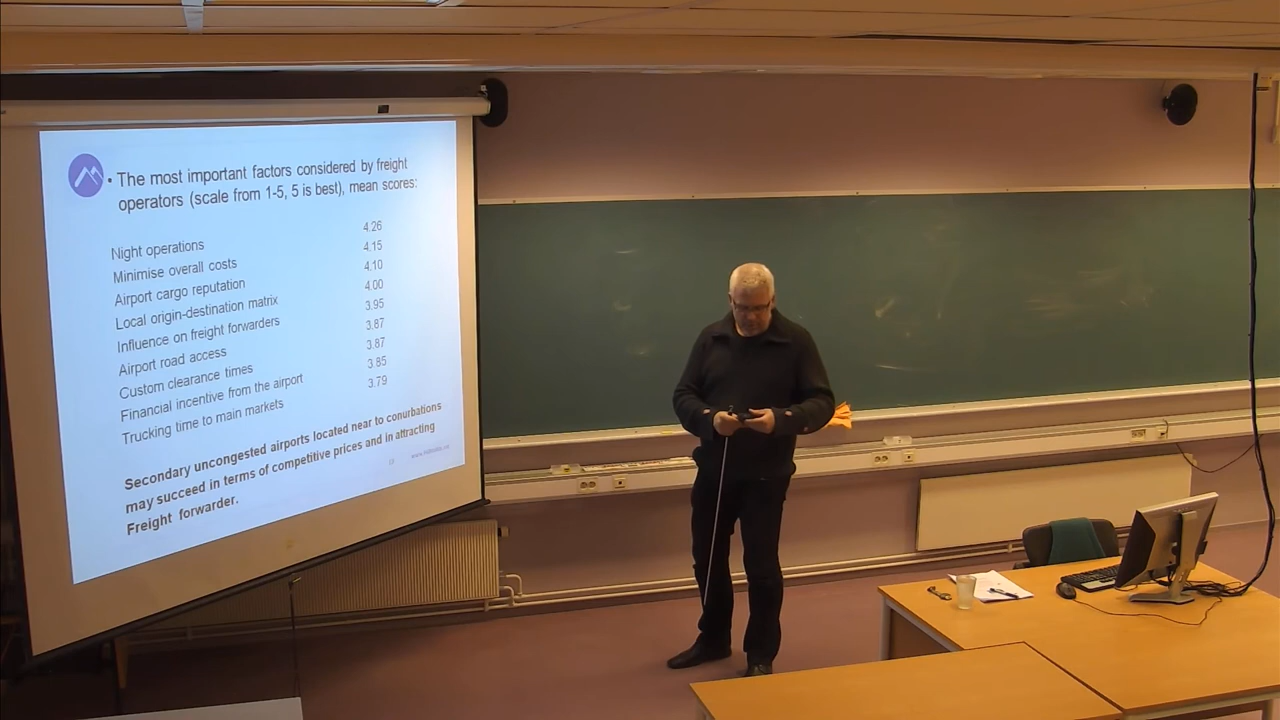 • The most important factors considered by freight
operators (scale from 1-5, 5 is best), mean scores:
Night operations 4.26
Minimise overall costs 4.15
Airport cargo reputation 4.10
Local origin-destination matrix 4.00
Influence on freight forwarders 3.95
Airport road access 3.87
Custom clearance times 3.87
Financial incentive from the airport 3.85
Trucking time to main markets 3.79
Secondary uncongested airports located near to conurbations
may succeed in terms of competitive prices and in attracting
Freight forwarder.